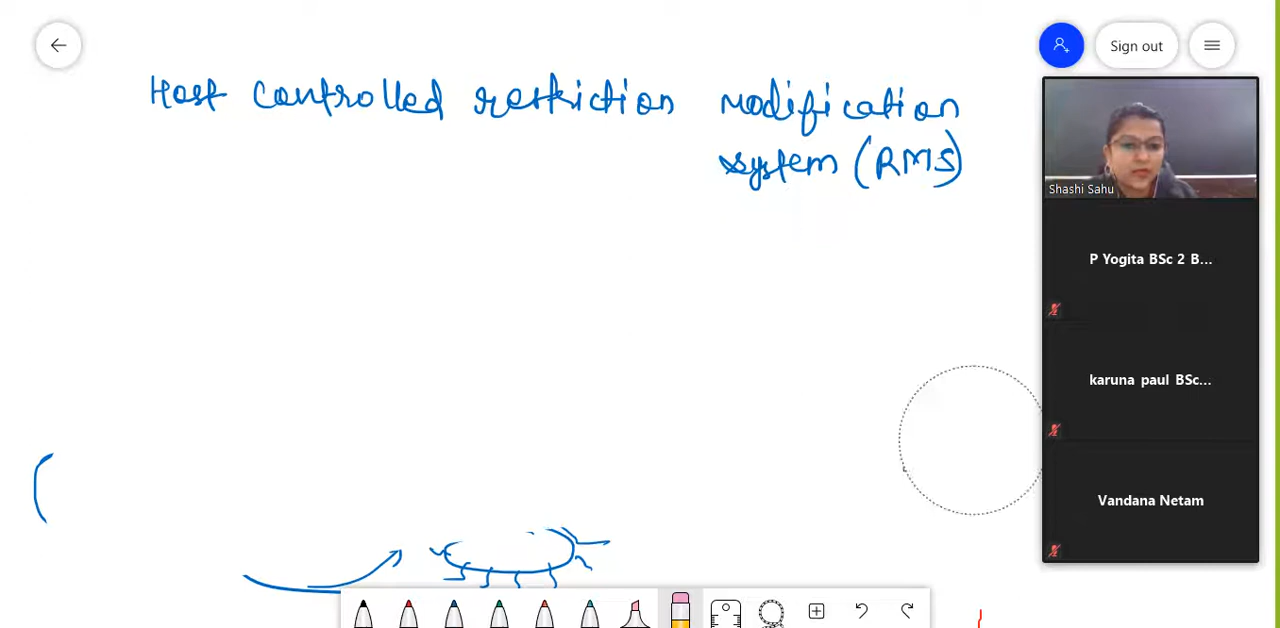 Sign out
Host controlled restriction modification
system (RMS)
Shashi Sahu
P Yogita BSc 2 B...
karuna paul BSc...
Vandana Netam